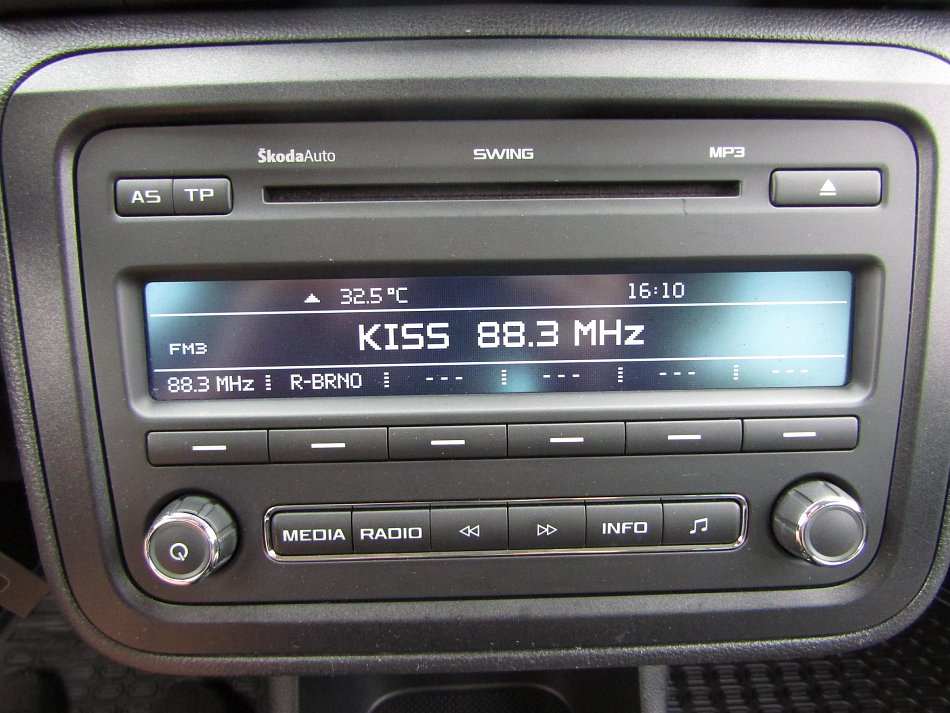 ŠkodaAuto SWING MP3
AS TP
32.5°C 16:10
KISS 88.3 MHz
FM3
88.3 MHz R-BRNO --- --- --- ---
MEDIA RADIO INFO